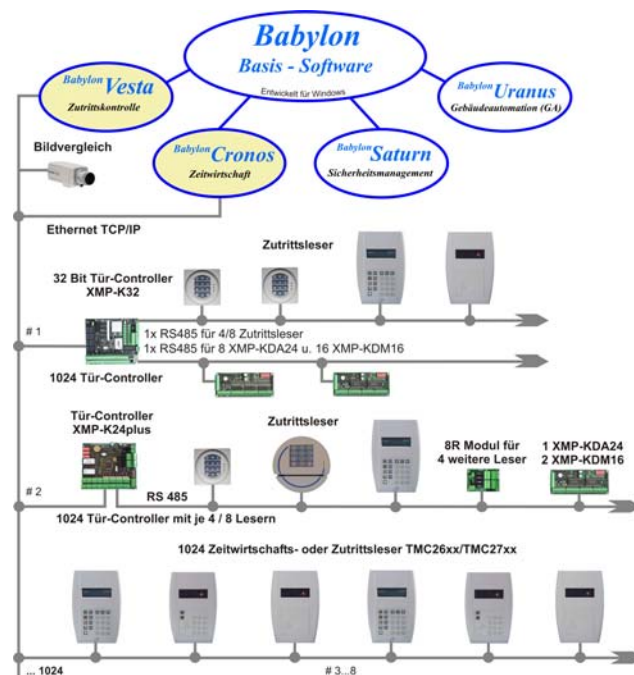 Babylon
Basis - Software
Entwickelt für Windows
Babylon Vesta
Zutrittskontrolle
Babylon Uranus
Gebäudeautomation (GA)
Bildvergleich
Babylon Cronos
Zeitwirtschaft
Babylon Saturn
Sicherheitsmanagement
Ethernet TCP/IP
Zutrittsleser
32 Bit Tür-Controller
XMP-K32
# 1
1x RS485 für 4/8 Zutrittsleser
1x RS485 für 8 XMP-KDA24 u. 16 XMP-KDM16
1024 Tür-Controller
Tür-Controller
XMP-K24plus
Zutrittsleser
8R Modul für
4 weitere Leser
1 XMP-KDA24
2 XMP-KDM16
RS 485
# 2
1024 Tür-Controller mit je 4 / 8 Lesern
1024 Zeitwirtschafts- oder Zutrittsleser TMC26xx/TMC27xx
... 1024
# 3...8